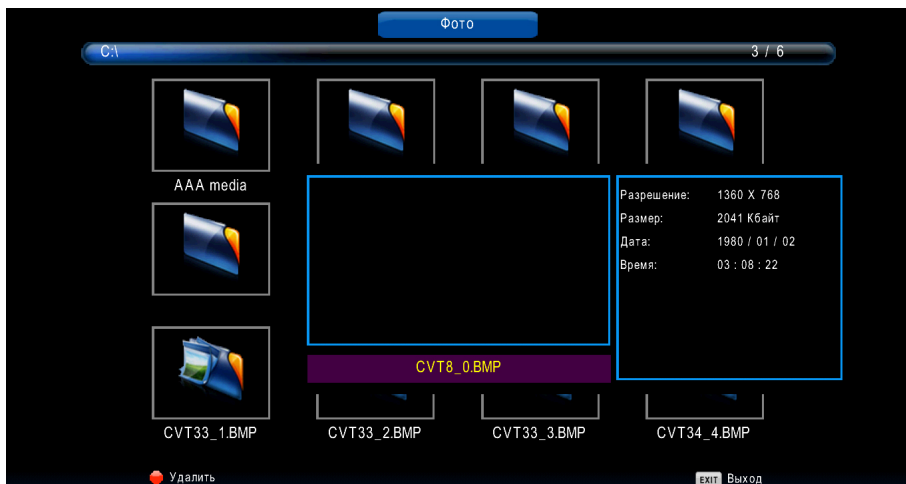 Фото
C:\ 3 / 6
AAA media
Разрешение: 1360 X 768
Размер: 2041 Кбайт
Дата: 1980 / 01 / 02
Время: 03 : 08 : 22
CVT8_0.BMP
CVT33_1.BMP CVT33_2.BMP CVT33_3.BMP CVT34_4.BMP
Удалить EXIT Выход